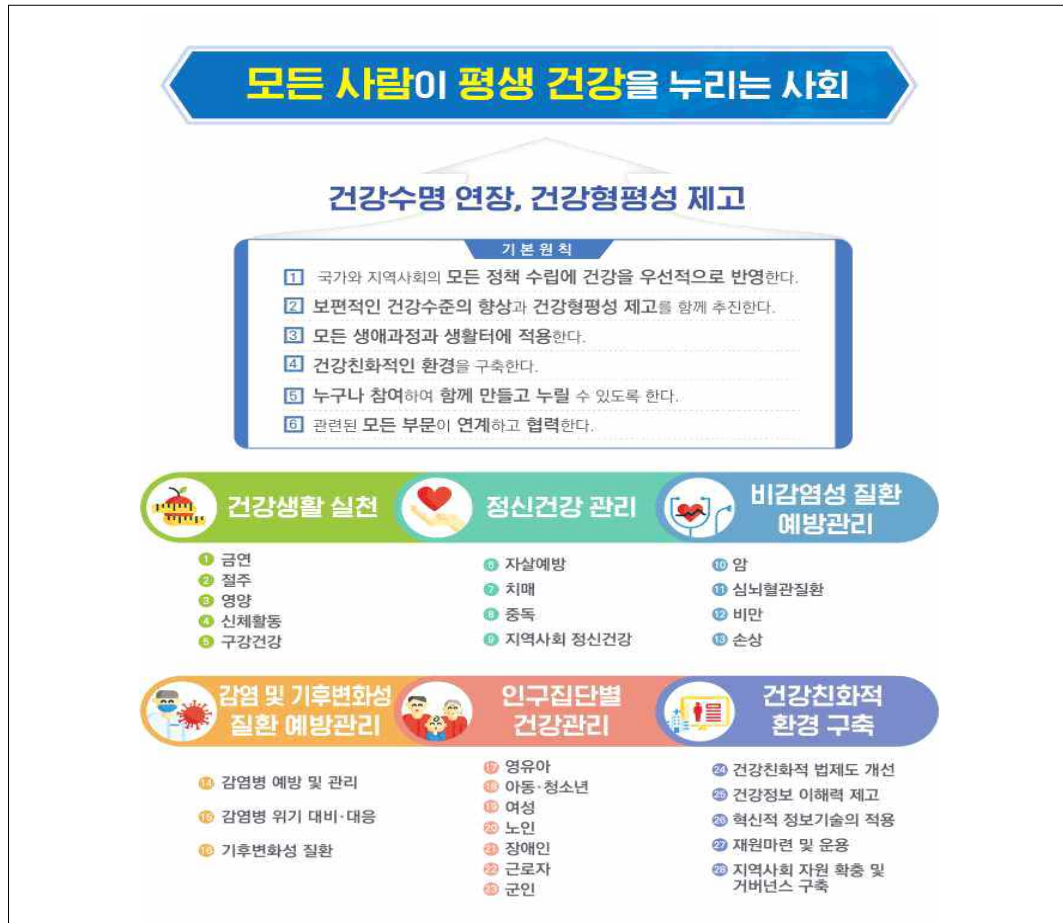 모든 사람이 평생 건강을 누리는 사회
건강수명 연장, 건강형평성 제고
기본원칙
1 국가와 지역사회의 모든 정책 수립에 건강을 우선적으로 반영한다.
2 보편적인 건강수준의 향상과 건강형평성 제고를 함께 추진한다.
3 모든 생애과정과 생활터에 적용한다.
4 건강친화적인 환경을 구축한다.
5 누구나 참여하여 함께 만들고 누릴 수 있도록 한다.
6 관련된 모든 부문이 연계하고 협력한다.
건강생활 실천
1 금연
2 절주
3 영양
4 신체활동
5 구강건강
정신건강 관리
6 자살예방
7 치매
8 중독
9 지역사회 정신건강
비감염성 질환
예방관리
10 암
11 심뇌혈관질환
12 비만
13 손상
감염 및 기후변화성
질환 예방관리
14 감염병 예방 및 관리
15 감염병 위기 대비·대응
16 기후변화성 질환
인구집단별
건강관리
17 영유아
18 아동·청소년
19 여성
20 노인
21 장애인
22 근로자
23 군인
건강친화적
환경 구축
24 건강친화적 법제도 개선
25 건강정보 이해력 제고
26 혁신적 정보기술의 적용
27 재원마련 및 운용
28 지역사회 자원 확충 및
거버넌스 구축